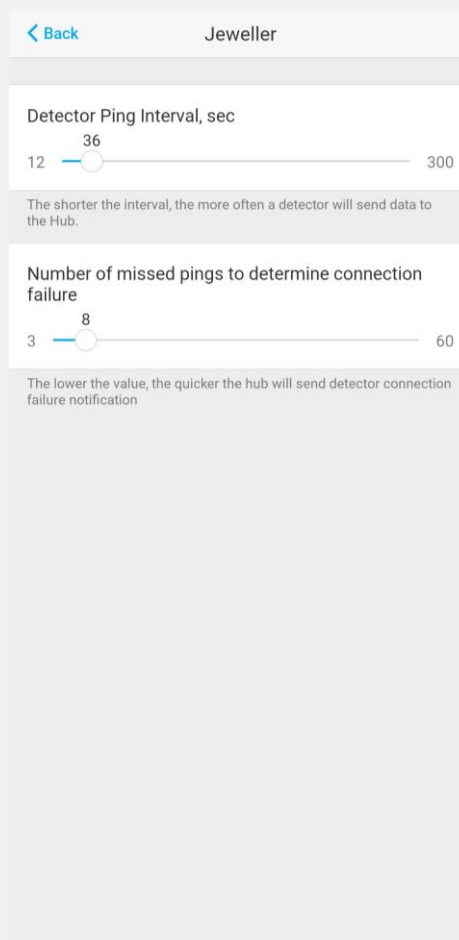 Back
Jeweller
Detector Ping Interval, sec
36
12
300
The shorter the interval, the more often a detector will send data to
the Hub.
Number of missed pings to determine connection
failure
8
3
60
The lower the value, the quicker the hub will send detector connection
failure notification